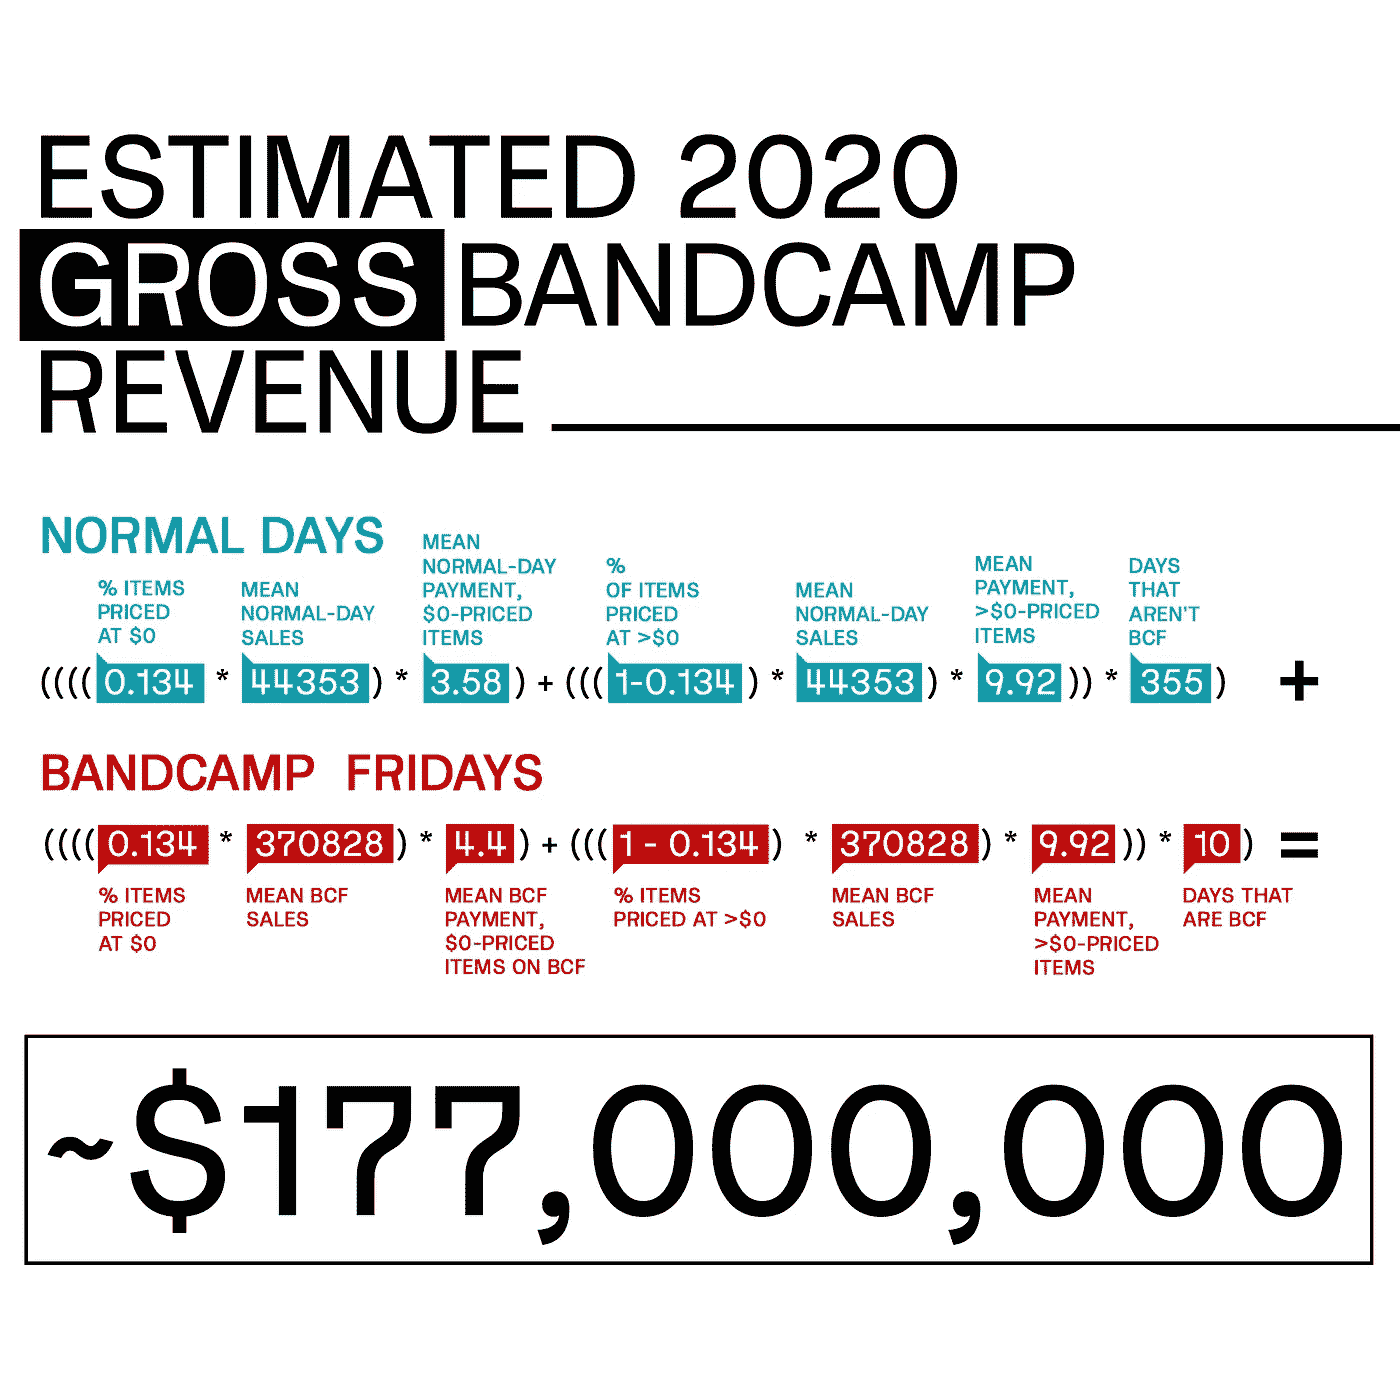 ESTIMATED 2020
GROSS BANDCAMP
REVENUE
NORMAL DAYS
% ITEMS
PRICED
AT $0
MEAN
NORMAL-DAY
SALES
MEAN
NORMAL-DAY
PAYMENT,
$0-PRICED
ITEMS
%
OF ITEMS
PRICED
AT >$0
MEAN
NORMAL-DAY
SALES
MEAN
PAYMENT,
>$0-PRICED
ITEMS
DAYS
THAT
AREN'T
BCF
((((0.134 * 44353) * 3.58) + (((1-0.134) * 44353) * 9.92)) * 355) +
BANDCAMP FRIDAYS
((((0.134 * 370828) * 4.4) + (((1 - 0.134) * 370828) * 9.92)) * 10) =
% ITEMS
PRICED
AT $0
MEAN BCF
SALES
MEAN BCF
PAYMENT,
$0-PRICED
ITEMS ON BCF
% ITEMS
PRICED AT >$0
MEAN BCF
SALES
MEAN
PAYMENT,
>$0-PRICED
ITEMS
DAYS THAT
ARE BCF
~$177,000,000